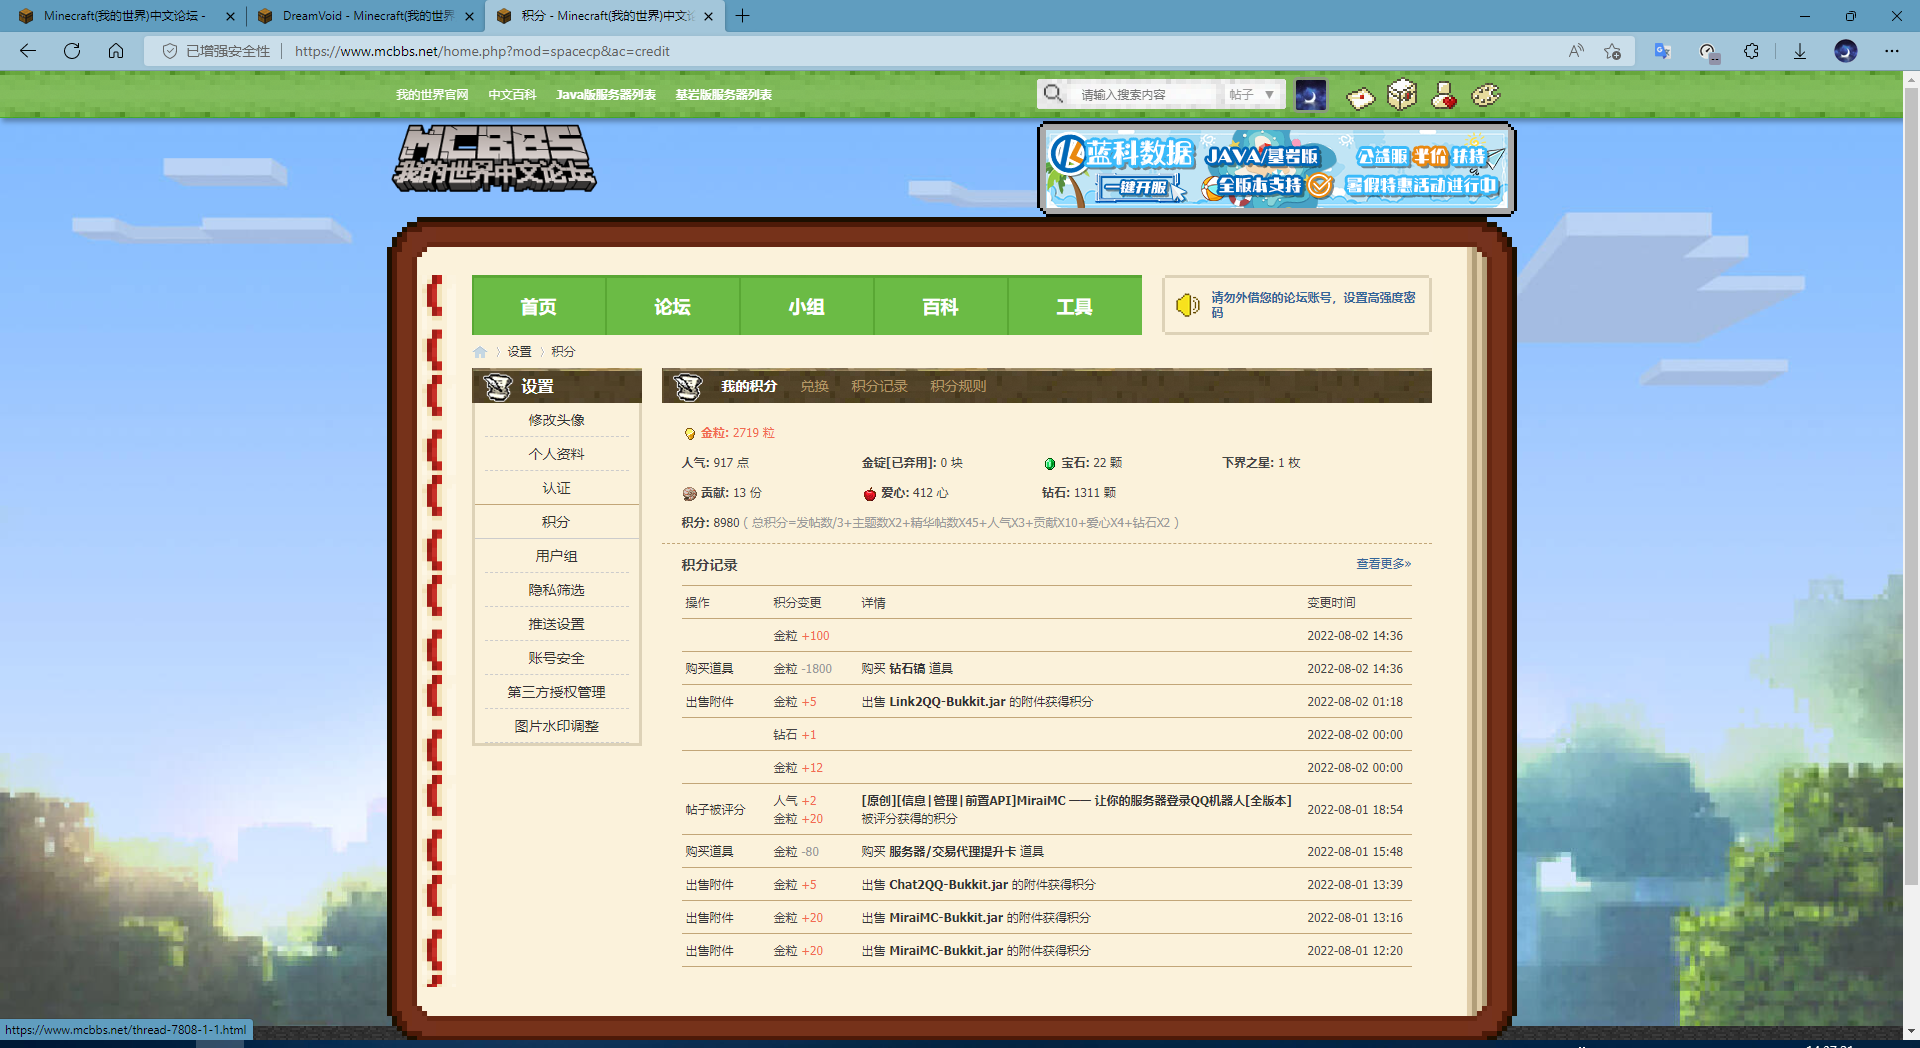 Minecraft(我的世界)中文论坛 -
DreamVoid - Minecraft(我的世界
积分 - Minecraft(我的世界)中文论
已增强安全性
https://www.mcbbs.net/home.php?mod=spacecp&ac=credit
我的世界官网 中文百科 Java版服务器列表 基岩版服务器列表
请输入搜索内容 帖子
MCBBS
我的世界中文论坛
蓝科数据 JAVA/基岩版 公益服 半价 扶持
一键开服 全版本支持 暑假特惠活动进行中
首页 论坛 小组 百科 工具
请勿外借您的论坛账号，设置高强度密
码
设置 积分
设置
修改头像
个人资料
认证
积分
用户组
隐私筛选
推送设置
账号安全
第三方授权管理
图片水印调整
我的积分 兑换 积分记录 积分规则
金粒: 2719 粒
人气: 917 点 金锭[已弃用]: 0 块 宝石: 22 颗 下界之星: 1 枚
贡献: 13 份 爱心: 412 心 钻石: 1311 颗
积分: 8980 ( 总积分=发帖数/3+主题数X2+精华帖数X45+人气X3+贡献X10+爱心X4+钻石X2 )
积分记录 查看更多»
操作 积分变更 详情 变更时间
金粒 +100 2022-08-02 14:36
购买道具 金粒 -1800 购买 钻石镐 道具 2022-08-02 14:36
出售附件 金粒 +5 出售 Link2QQ-Bukkit.jar 的附件获得积分 2022-08-02 01:18
钻石 +1 2022-08-02 00:00
金粒 +12 2022-08-02 00:00
帖子被评分 人气 +2 金粒 +20 [原创][信息|管理|前置API]MiraiMC —— 让你的服务器登录QQ机器人[全版本] 被评分获得的积分 2022-08-01 18:54
购买道具 金粒 -80 购买 服务器/交易代理提升卡 道具 2022-08-01 15:48
出售附件 金粒 +5 出售 Chat2QQ-Bukkit.jar 的附件获得积分 2022-08-01 13:39
出售附件 金粒 +20 出售 MiraiMC-Bukkit.jar 的附件获得积分 2022-08-01 13:16
出售附件 金粒 +20 出售 MiraiMC-Bukkit.jar 的附件获得积分 2022-08-01 12:20
https://www.mcbbs.net/thread-7808-1-1.html